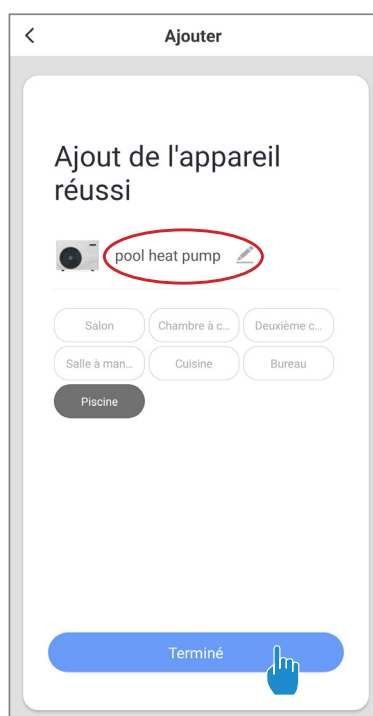 Ajouter
Ajout de l'appareil
réussi
pool heat pump
Salon
Chambre à c...
Deuxième c...
Salle à man...
Cuisine
Bureau
Piscine
Terminé